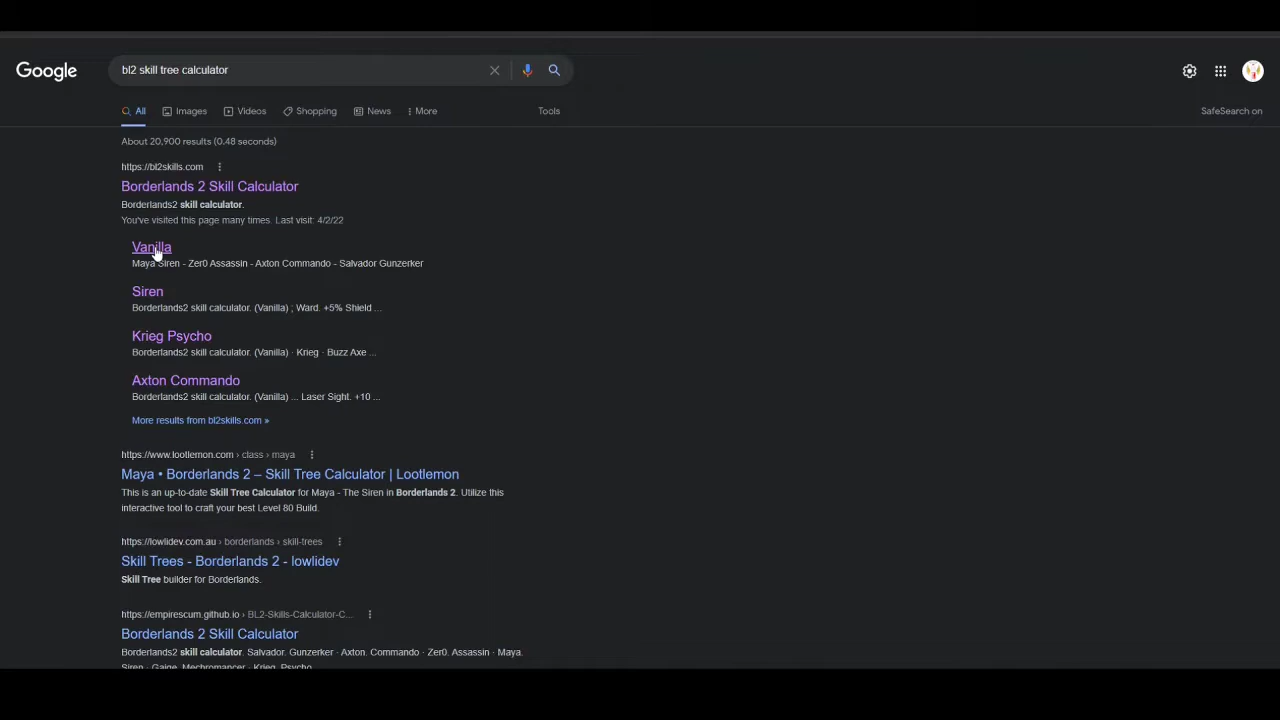 Google
bl2 skill tree calculator
All Images Videos Shopping News More Tools SafeSearch on
About 20,900 results (0.48 seconds)
https://bl2skills.com
Borderlands 2 Skill Calculator
Borderlands2 skill calculator.
You've visited this page many times. Last visit: 4/2/22
Vanilla
Maya Siren - Zer0 Assassin - Axton Commando - Salvador Gunzerker
Siren
Borderlands2 skill calculator. (Vanilla) ; Ward. +5% Shield ...
Krieg Psycho
Borderlands2 skill calculator. (Vanilla) · Krieg · Buzz Axe ...
Axton Commando
Borderlands2 skill calculator. (Vanilla) ... Laser Sight. +10 ...
More results from bl2skills.com »
https://www.lootlemon.com › class › maya
Maya • Borderlands 2 – Skill Tree Calculator | Lootlemon
This is an up-to-date Skill Tree Calculator for Maya - The Siren in Borderlands 2. Utilize this
interactive tool to craft your best Level 80 Build.
https://lowlidev.com.au › borderlands › skill-trees
Skill Trees - Borderlands 2 - lowlidev
Skill Tree builder for Borderlands.
https://empirescum.github.io › BL2-Skills-Calculator-C...
Borderlands 2 Skill Calculator
Borderlands2 skill calculator. Salvador. Gunzerker · Axton. Commando · Zer0. Assassin · Maya.
Siren · Gaige. Mechromancer · Krieg. Psycho